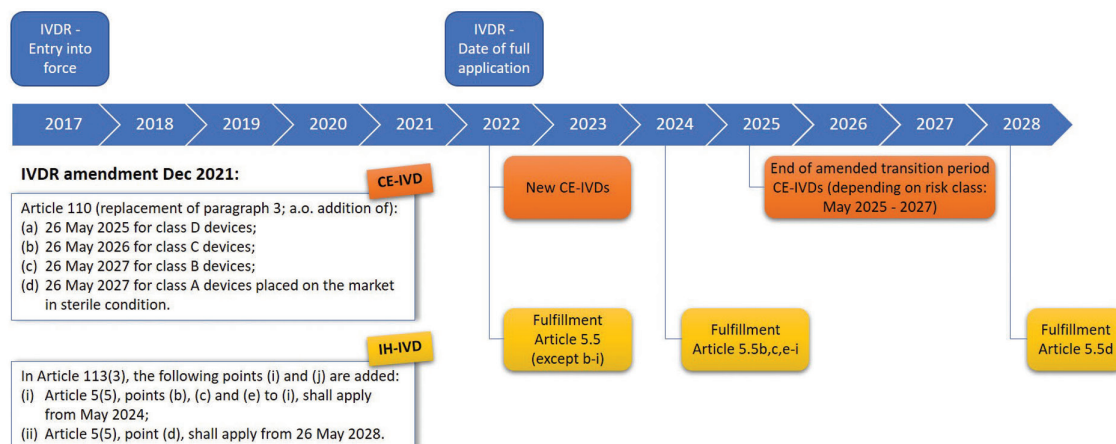 IVDR -
Entry into
force
IVDR -
Date of full
application
2017 2018 2019 2020 2021 2022 2023 2024 2025 2026 2027 2028
IVDR amendment Dec 2021:
CE-IVD
Article 110 (replacement of paragraph 3; a.o. addition of):
(a) 26 May 2025 for class D devices;
(b) 26 May 2026 for class C devices;
(c) 26 May 2027 for class B devices;
(d) 26 May 2027 for class A devices placed on the market
in sterile condition.
New CE-IVDs
End of amended transition period
CE-IVDs (depending on risk class:
May 2025 - 2027)
IH-IVD
In Article 113(3), the following points (i) and (j) are added:
(i) Article 5(5), points (b), (c) and (e) to (i), shall apply
from May 2024;
(ii) Article 5(5), point (d), shall apply from 26 May 2028.
Fulfillment
Article 5.5
(except b-i)
Fulfillment
Article 5.5b,c,e-i
Fulfillment
Article 5.5d